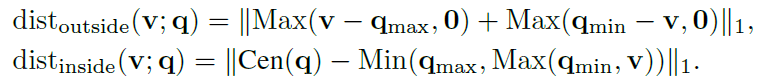 dist_outside(v; q) = ‖Max(v − q_max, 0) + Max(q_min − v, 0)‖_1,
dist_inside(v; q) = ‖Cen(q) − Min(q_max, Max(q_min, v))‖_1.